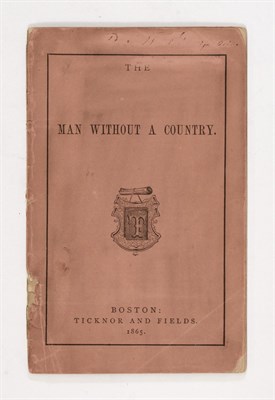 THE
MAN WITHOUT A COUNTRY.
BOSTON:
TICKNOR AND FIELDS.
1865.